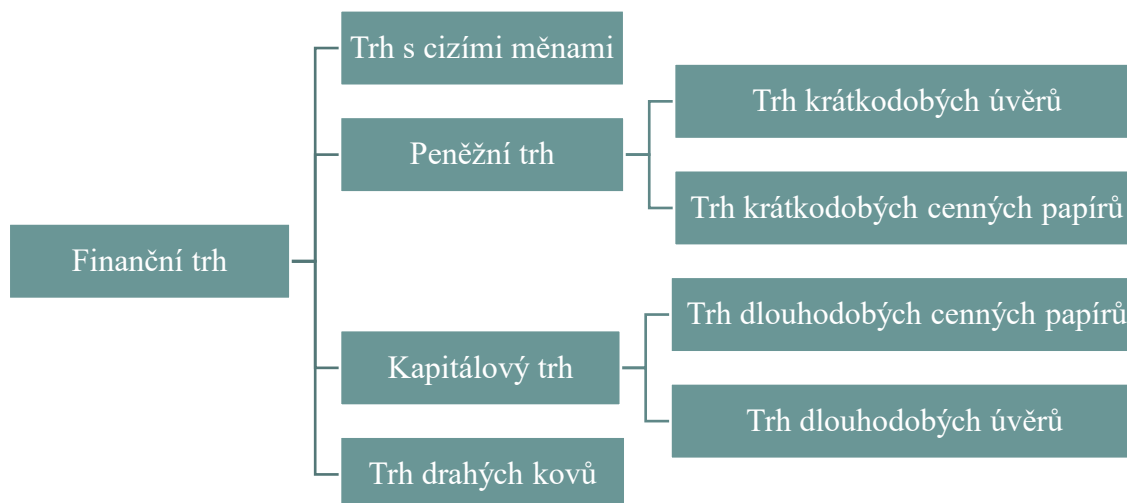 Finanční trh
Trh s cizími měnami
Peněžní trh
Trh krátkodobých úvěrů
Trh krátkodobých cenných papírů
Kapitálový trh
Trh dlouhodobých cenných papírů
Trh dlouhodobých úvěrů
Trh drahých kovů